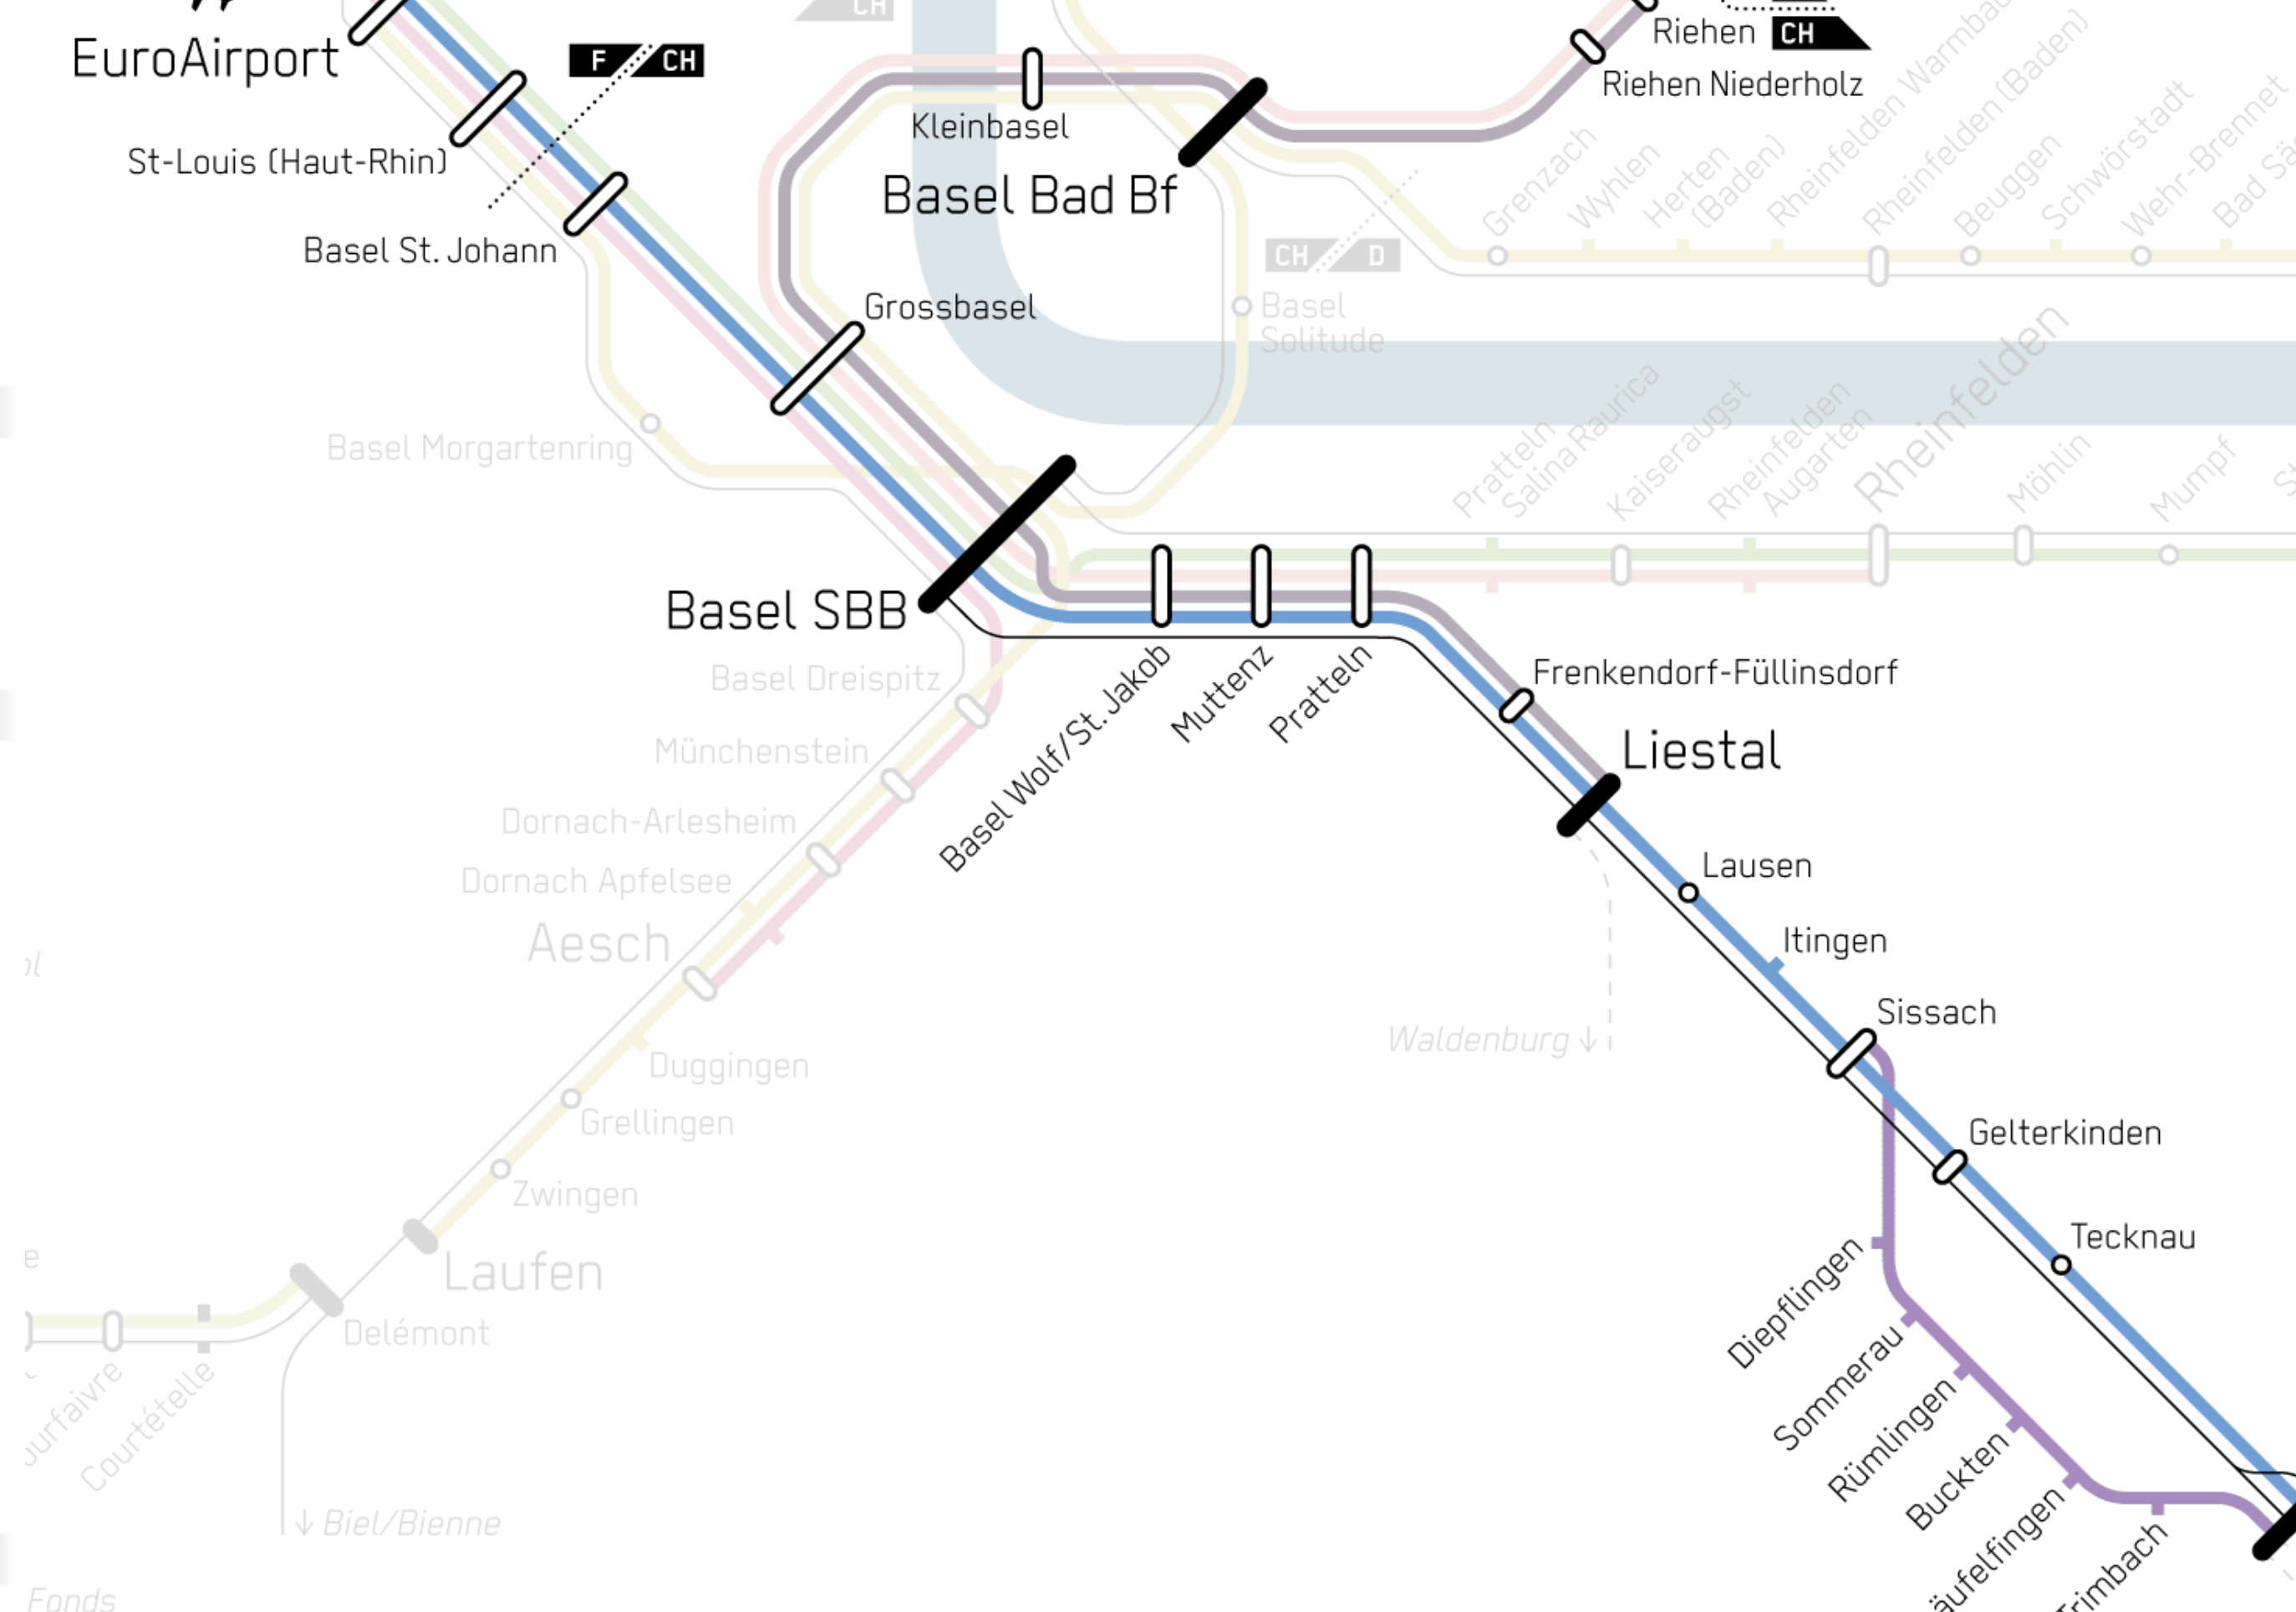 CH
EuroAirport
F
CH
Riehen
CH
Riehen Niederholz
St-Louis (Haut-Rhin)
Kleinbasel
Basel Bad Bf
Basel St. Johann
CH
D
Grenzach
Wyhlen
Herten
(Baden)
Rheinfelden (Baden)
Beuggen
Schwörstadt
Wehr-Brennet
Grossbasel
Basel
Solitude
Basel Morgartenring
Pratteln
Salina Raurica
Kaiseraugst
Rheinfelden
Augarten
Rheinfelden
Möhlin
Mumpf
Basel SBB
Basel Wolf/St. Jakob
Muttenz
Pratteln
Frenkendorf-Füllinsdorf
Liestal
Basel Dreispitz
Münchenstein
Dornach-Arlesheim
Dornach Apfelsee
Aesch
Duggingen
Grellingen
Zwingen
Laufen
Delémont
Courtételle
↓ Biel/Bienne
Fonds
Waldenburg ↓
Lausen
Itingen
Sissach
Gelterkinden
Tecknau
Diepflingen
Sommerau
Rümlingen
Buckten